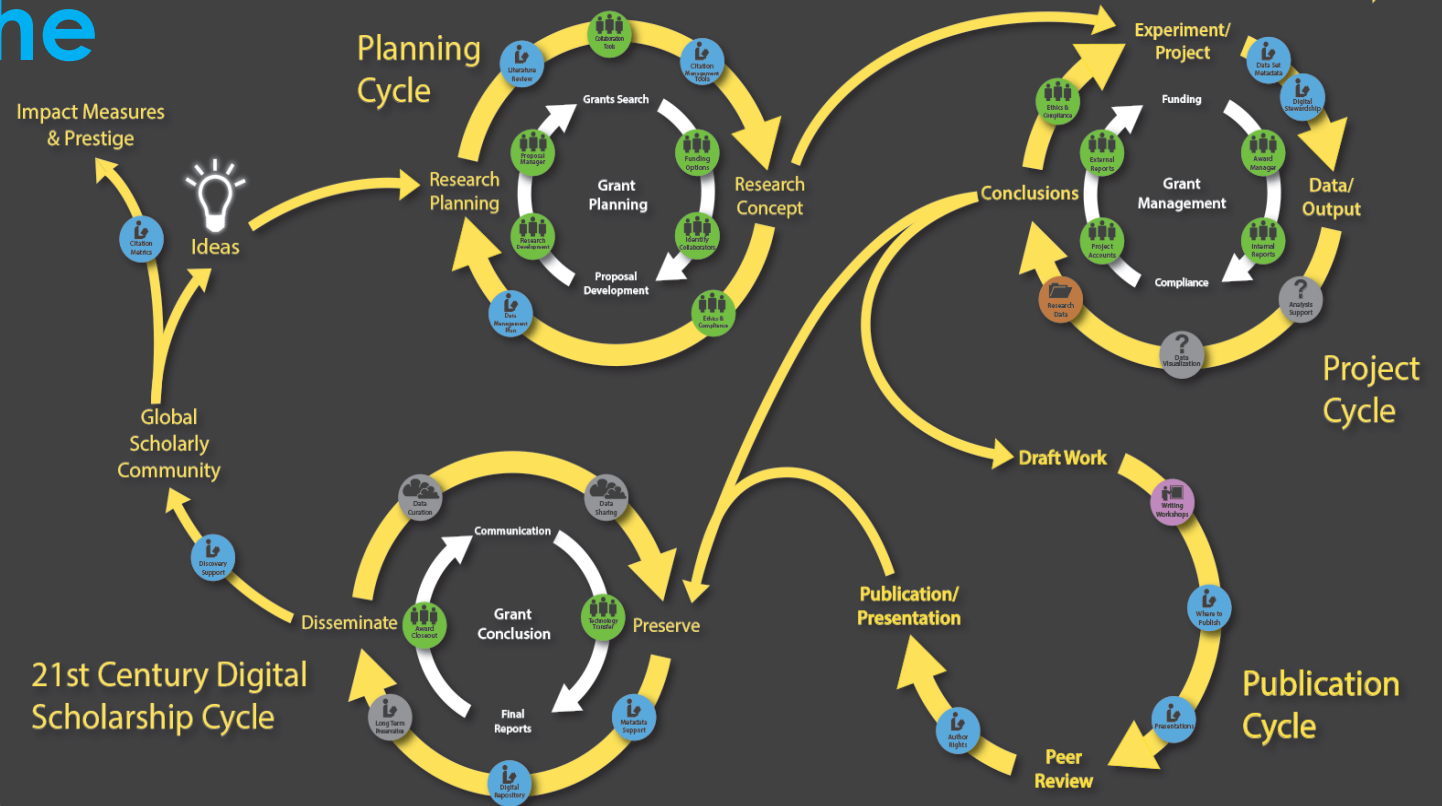 he
Planning
Cycle
Collaboration
Tools
Literature
Review
Citation
Management
Tools
Grants Search
Proposal
Manager
Funding
Options
Grant
Planning
Research
Planning
Research
Concept
Research
Development
Identify
Collaborators
Proposal
Development
Data
Management
Plan
Ethics &
Compliance
Experiment/
Project
Data Set
Metadata
Digital
Stewardship
Ethics &
Compliance
Funding
External
Reports
Award
Manager
Grant
Management
Conclusions
Data/
Output
Project
Accounts
Internal
Reports
Compliance
Research
Data
Analysis
Support
Data
Visualization
Project
Cycle
Impact Measures
& Prestige
Citation
Metrics
Ideas
Global
Scholarly
Community
Discovery
Support
Draft Work
Writing
Workshops
Where to
Publish
Presentations
Peer
Review
Author
Rights
Publication/
Presentation
Publication
Cycle
Data
Curation
Data
Sharing
Communication
Award
Closeout
Technology
Transfer
Grant
Conclusion
Disseminate
Preserve
Final
Reports
Long Term
Preservation
Metadata
Support
Digital
Repository
21st Century Digital
Scholarship Cycle